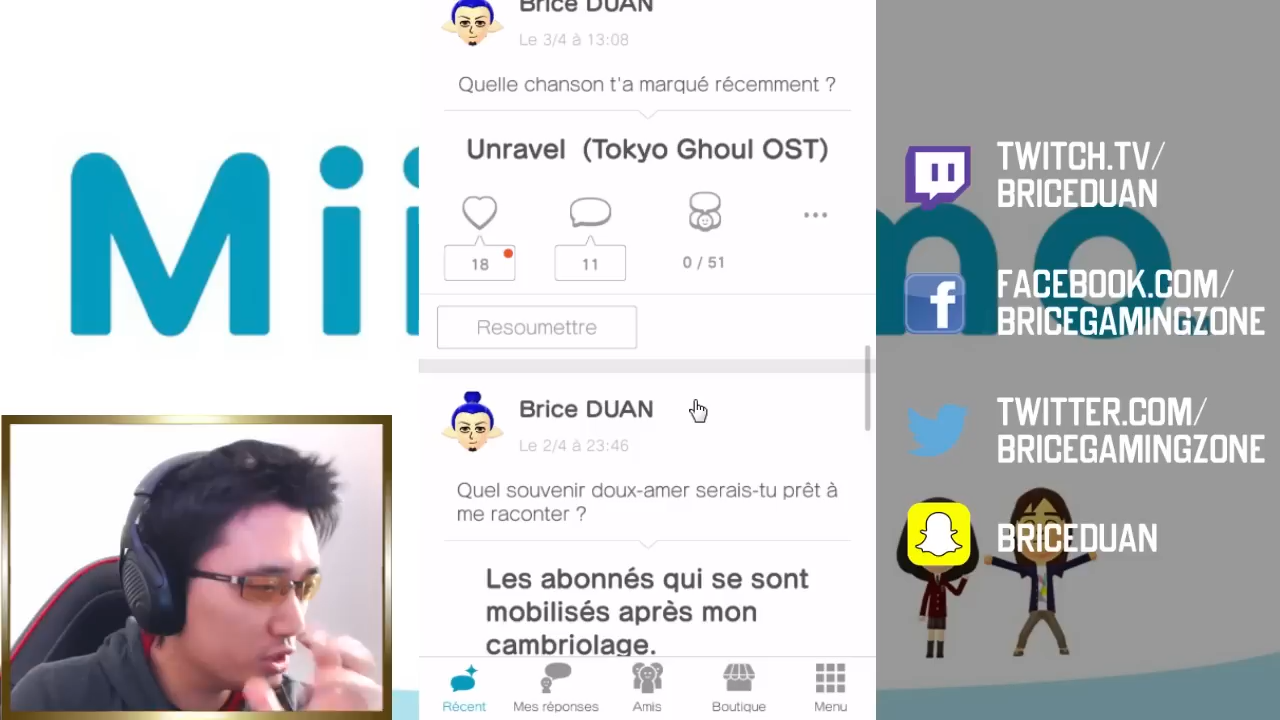 Brice DUAN
Le 3/4 à 13:08
Quelle chanson t'a marqué récemment ?
Unravel (Tokyo Ghoul OST)
18
11
0 / 51
Resoumettre
Brice DUAN
Le 2/4 à 23:46
Quel souvenir doux-amer serais-tu prêt à
me raconter ?
Les abonnés qui se sont
mobilisés après mon
cambriolage.
Récent
Mes réponses
Amis
Boutique
Menu
Mii
mo.
TWITCH.TV/
BRICEDUAN
FACEBOOK.COM/
BRICEGAMINGZONE
TWITTER.COM/
BRICEGAMINGZONE
BRICEDUAN